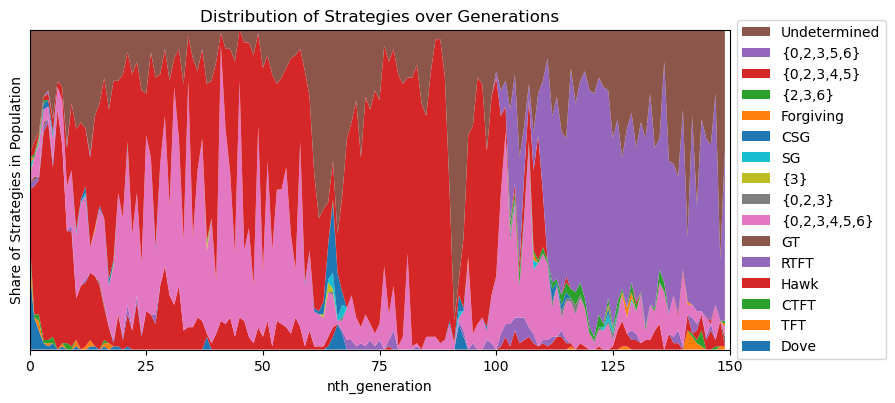 Distribution of Strategies over Generations
Share of Strategies in Population
0
25
50
75
100
125
150
nth_generation
Undetermined
{0,2,3,5,6}
{0,2,3,4,5}
{2,3,6}
Forgiving
CSG
SG
{3}
{0,2,3}
{0,2,3,4,5,6}
GT
RTFT
Hawk
CTFT
TFT
Dove